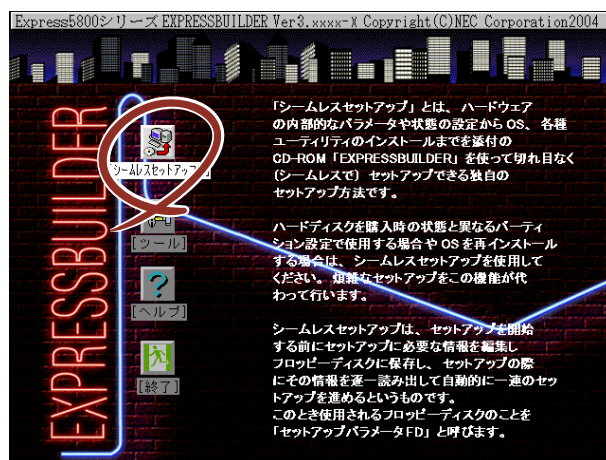 Express5800シリーズ EXPRESSBUILDER Ver3.xxxx-X Copyright(C)NEC Corporation2004
EXPRESSBUILDER
シームレスセットアップ
[ツール]
[ヘルプ]
[終了]
「シームレスセットアップ」とは、ハードウェア
の内部的なパラメータや状態の設定からOS、各種
ユーティリティのインストールまでを添付の
CD-ROM「EXPRESSBUILDER」を使って切れ目なく
(シームレスで)セットアップできる独自の
セットアップ方法です。
ハードディスクを購入時の状態と異なるパーティ
ション設定で使用する場合やOSを再インストール
する場合は、シームレスセットアップを使用して
ください。煩雑なセットアップをこの機能が代
わって行います。
シームレスセットアップは、セットアップを開始
する前にセットアップに必要な情報を編集し
フロッピーディスクに保存し、セットアップの際
にその情報を逐一読み出して自動的に一連のセッ
トアップを進めるというものです。
このとき使用されるフロッピーディスクのことを
「セットアップパラメータFD」と呼びます。